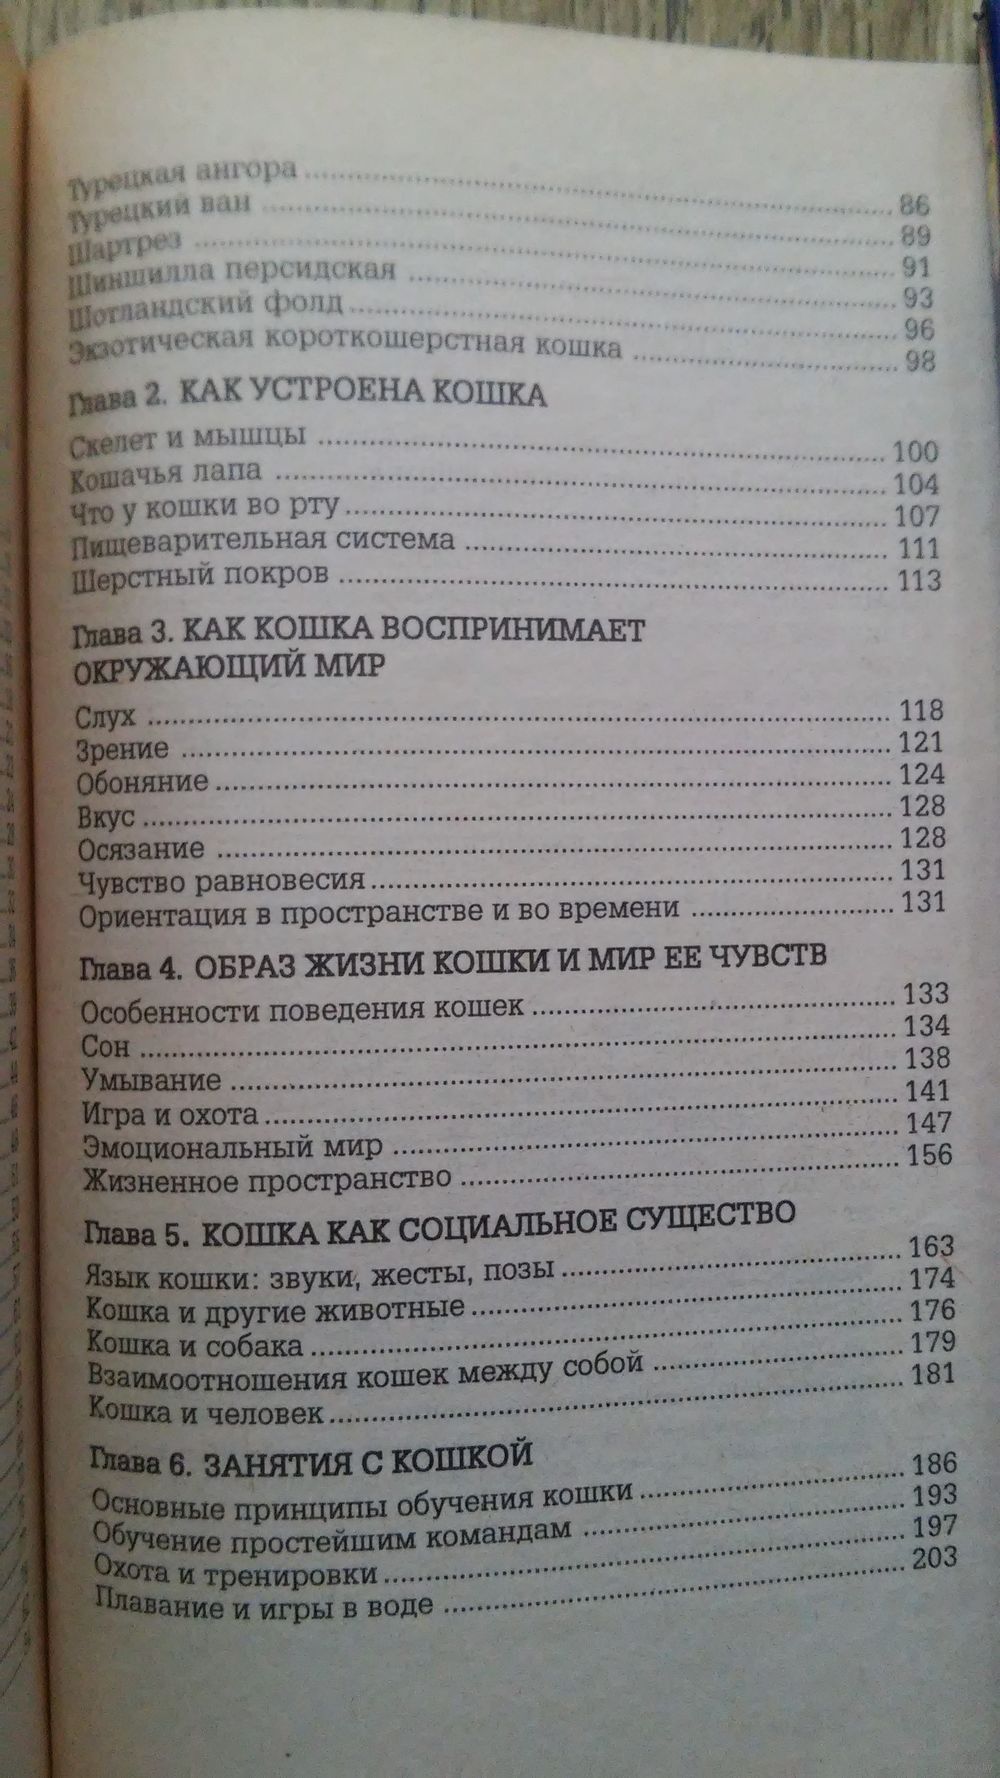 Турецкая ангора ........ 86
Турецкий ван ........ 89
Шартрез ........ 91
Шиншилла персидская ........ 93
Шотландский фолд ........ 96
Экзотическая короткошерстная кошка ........ 98
Глава 2. КАК УСТРОЕНА КОШКА
Скелет и мышцы ........ 100
Кошачья лапа ........ 104
Что у кошки во рту ........ 107
Пищеварительная система ........ 111
Шерстный покров ........ 113
Глава 3. КАК КОШКА ВОСПРИНИМАЕТ
ОКРУЖАЮЩИЙ МИР
Слух ........ 118
Зрение ........ 121
Обоняние ........ 124
Вкус ........ 128
Осязание ........ 128
Чувство равновесия ........ 131
Ориентация в пространстве и во времени ........ 131
Глава 4. ОБРАЗ ЖИЗНИ КОШКИ И МИР ЕЕ ЧУВСТВ
Особенности поведения кошек ........ 133
Сон ........ 134
Умывание ........ 138
Игра и охота ........ 141
Эмоциональный мир ........ 147
Жизненное пространство ........ 156
Глава 5. КОШКА КАК СОЦИАЛЬНОЕ СУЩЕСТВО
Язык кошки: звуки, жесты, позы ........ 163
Кошка и другие животные ........ 174
Кошка и собака ........ 176
Взаимоотношения кошек между собой ........ 179
Кошка и человек ........ 181
Глава 6. ЗАНЯТИЯ С КОШКОЙ
Основные принципы обучения кошки ........ 186
Обучение простейшим командам ........ 193
Охота и тренировки ........ 197
Плавание и игры в воде ........ 203